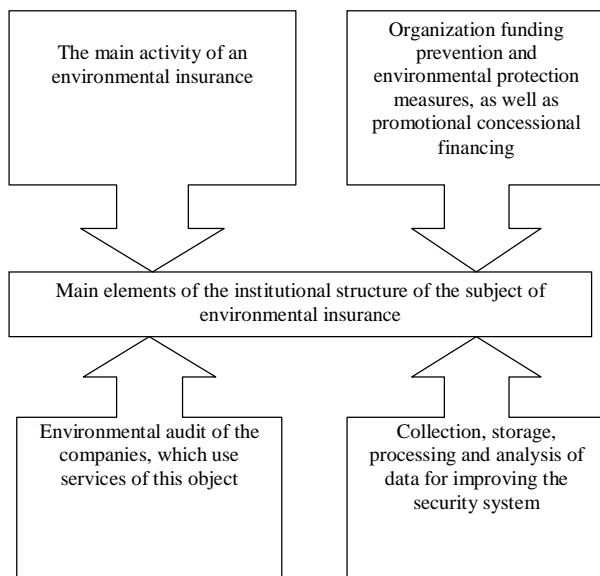 The main activity of an
environmental insurance
Organization funding
prevention and
environmental protection
measures, as well as
promotional concessional
financing
Main elements of the institutional structure of the subject of
environmental insurance
Environmental audit of the
companies, which use
services of this object
Collection, storage,
processing and analysis of
data for improving the
security system